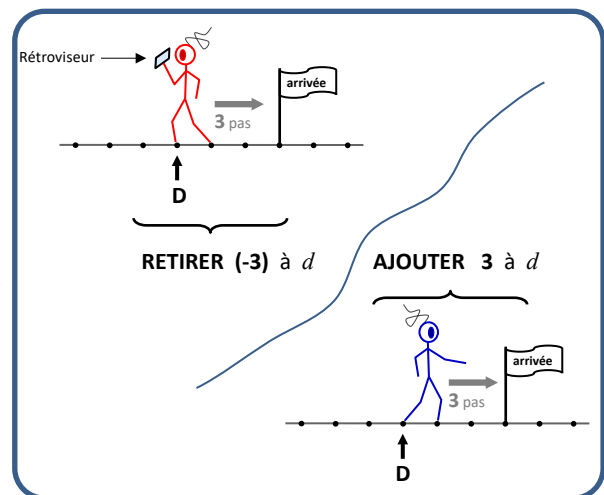 Rétroviseur
arrivée
3 pas
D
RETIRER (-3) à d
AJOUTER 3 à d
arrivée
3 pas
D